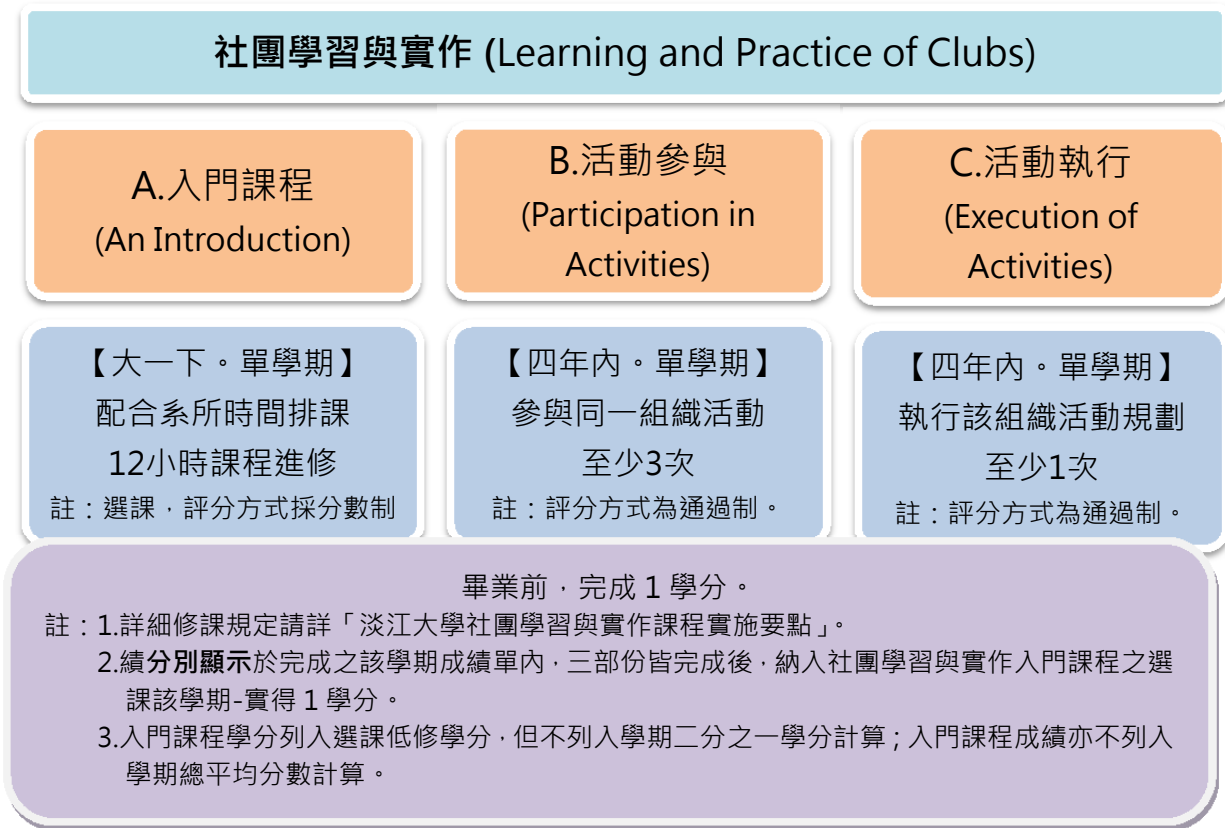 社團學習與實作 (Learning and Practice of Clubs)
A.入門課程
(An Introduction)
B.活動參與
(Participation in
Activities)
C.活動執行
(Execution of
Activities)
【大一下。單學期】
配合系所時間排課
12小時課程進修
註：選課，評分方式採分數制
【四年內。單學期】
參與同一組織活動
至少3次
註：評分方式為通過制。
【四年內。單學期】
執行該組織活動規劃
至少1次
註：評分方式為通過制。
畢業前，完成 1 學分。
註：1.詳細修課規定請詳「淡江大學社團學習與實作課程實施要點」。
2.績分別顯示於完成之該學期成績單內，三部份皆完成後，納入社團學習與實作入門課程之選
課該學期-實得 1 學分。
3.入門課程學分列入選課低修學分，但不列入學期二分之一學分計算；入門課程成績亦不列入
學期總平均分數計算。